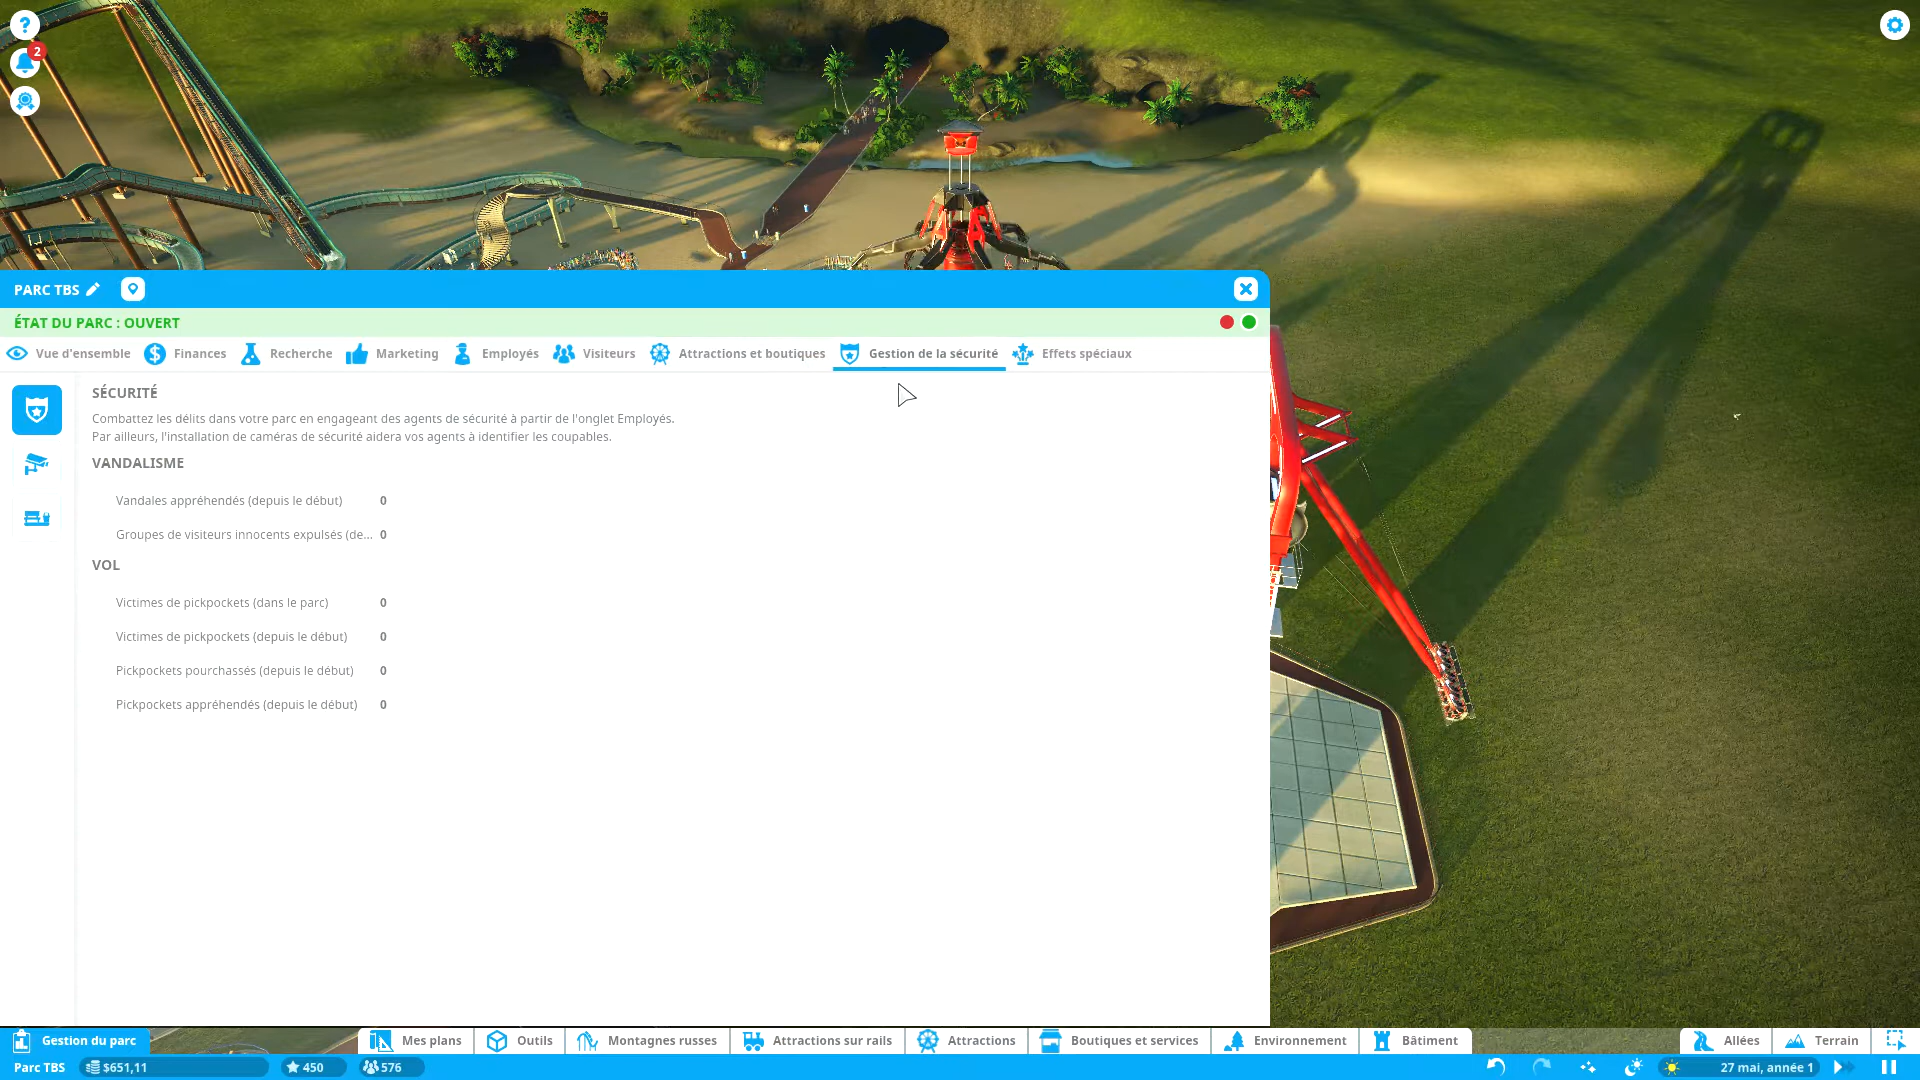 ?
2
PARC TBS
ÉTAT DU PARC : OUVERT
Vue d'ensemble
Finances
Recherche
Marketing
Employés
Visiteurs
Attractions et boutiques
Gestion de la sécurité
Effets spéciaux
SÉCURITÉ
Combattez les délits dans votre parc en engageant des agents de sécurité à partir de l'onglet Employés.
Par ailleurs, l'installation de caméras de sécurité aidera vos agents à identifier les coupables.
VANDALISME
Vandales appréhendés (depuis le début) 0
Groupes de visiteurs innocents expulsés (de... 0
VOL
Victimes de pickpockets (dans le parc) 0
Victimes de pickpockets (depuis le début) 0
Pickpockets pourchassés (depuis le début) 0
Pickpockets appréhendés (depuis le début) 0
Gestion du parc
Mes plans
Outils
Montagnes russes
Attractions sur rails
Attractions
Boutiques et services
Environnement
Bâtiment
Allées
Terrain
Parc TBS
$651,11
450
576
27 mai, année 1